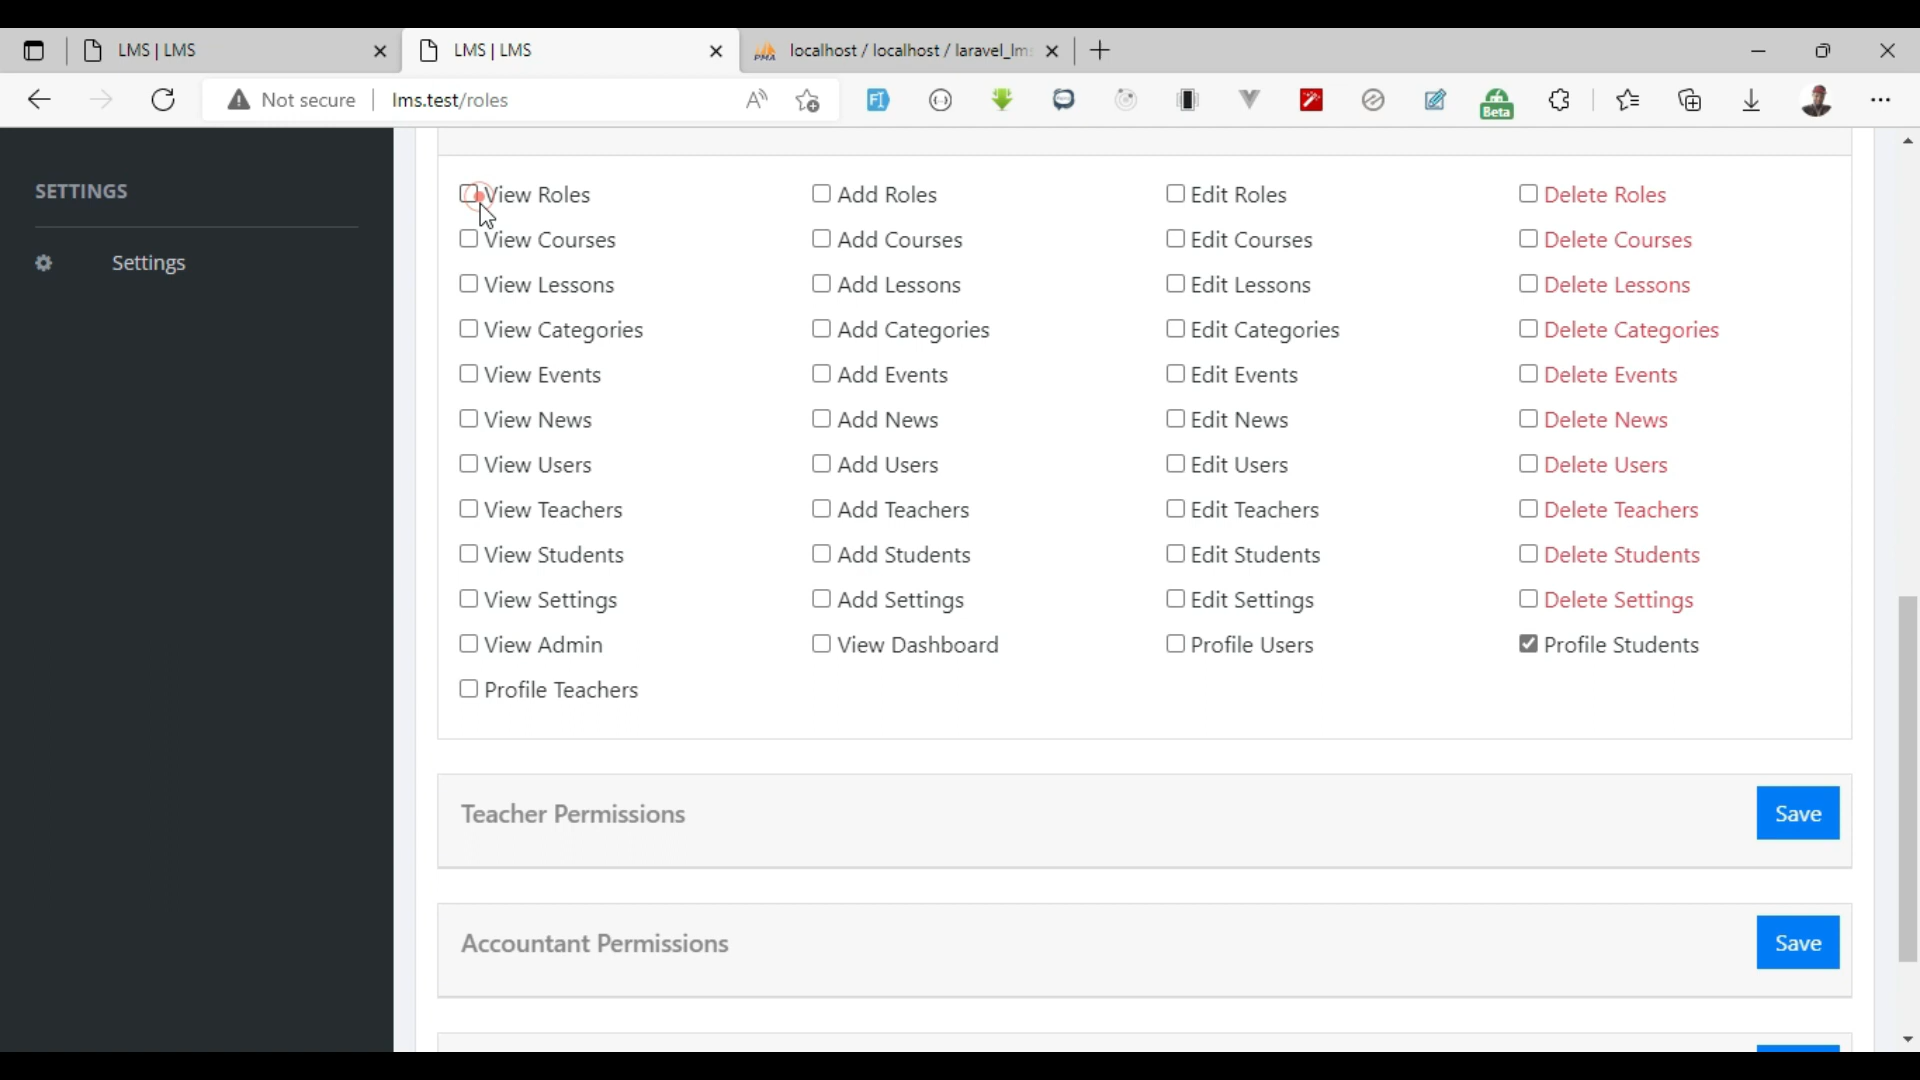 LMS | LMS
LMS | LMS
localhost / localhost / laravel_lm
Not secure
lms.test/roles
Beta
SETTINGS
Settings
View Roles Add Roles Edit Roles Delete Roles
View Courses Add Courses Edit Courses Delete Courses
View Lessons Add Lessons Edit Lessons Delete Lessons
View Categories Add Categories Edit Categories Delete Categories
View Events Add Events Edit Events Delete Events
View News Add News Edit News Delete News
View Users Add Users Edit Users Delete Users
View Teachers Add Teachers Edit Teachers Delete Teachers
View Students Add Students Edit Students Delete Students
View Settings Add Settings Edit Settings Delete Settings
View Admin View Dashboard Profile Users Profile Students
Profile Teachers
Teacher Permissions Save
Accountant Permissions Save